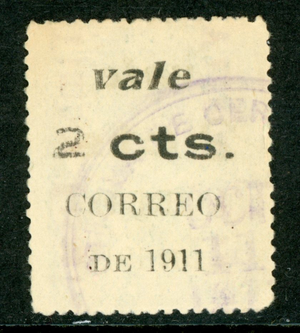 vale
2 cts.
CORREO
DE 1911